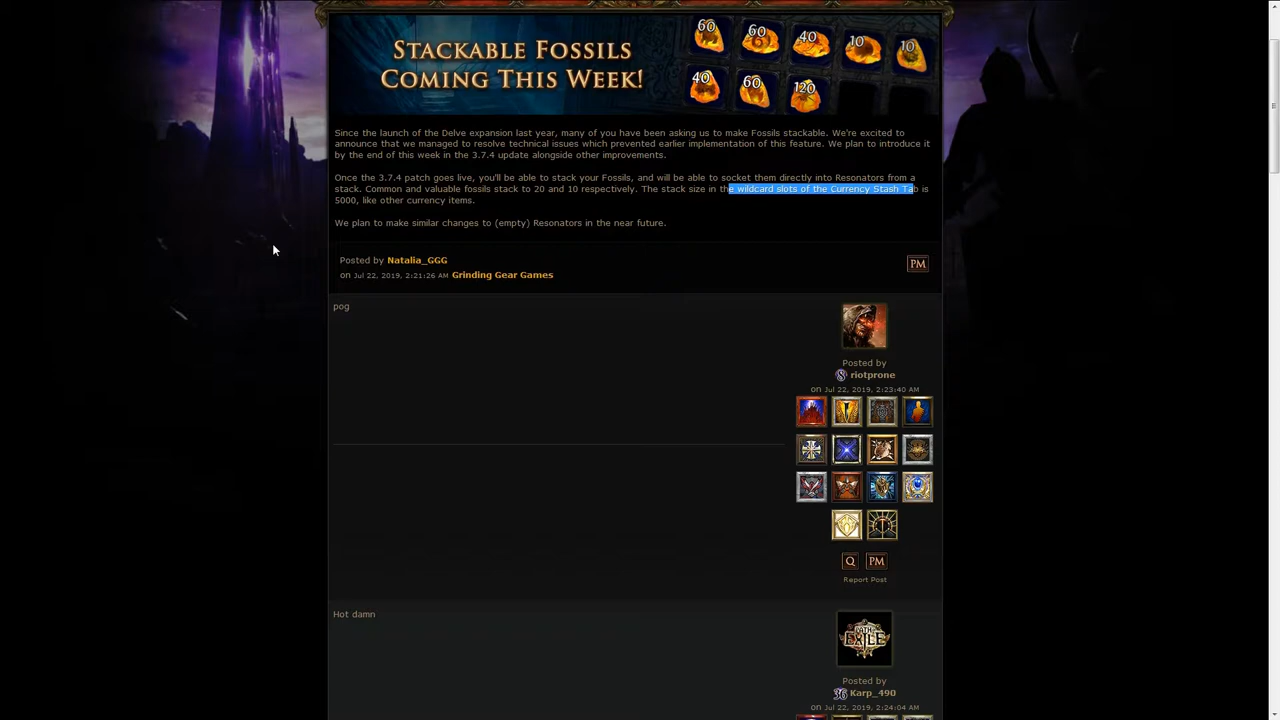 STACKABLE FOSSILS
COMING THIS WEEK!
60 60 40 10 10
40 60 120
Since the launch of the Delve expansion last year, many of you have been asking us to make Fossils stackable. We're excited to
announce that we managed to resolve technical issues which prevented earlier implementation of this feature. We plan to introduce it
by the end of this week in the 3.7.4 update alongside other improvements.
Once the 3.7.4 patch goes live, you'll be able to stack your Fossils, and will be able to socket them directly into Resonators from a
stack. Common and valuable fossils stack to 20 and 10 respectively. The stack size in the wildcard slots of the Currency Stash Tab is
5000, like other currency items.
We plan to make similar changes to (empty) Resonators in the near future.
Posted by Natalia_GGG
on Jul 22, 2019, 2:21:26 AM Grinding Gear Games
PM
pog
Posted by
8 riotprone
on Jul 22, 2019, 2:23:40 AM
Q PM
Report Post
Hot damn
PATH OF EXILE
Posted by
36 Karp_490
on Jul 22, 2019, 2:24:04 AM